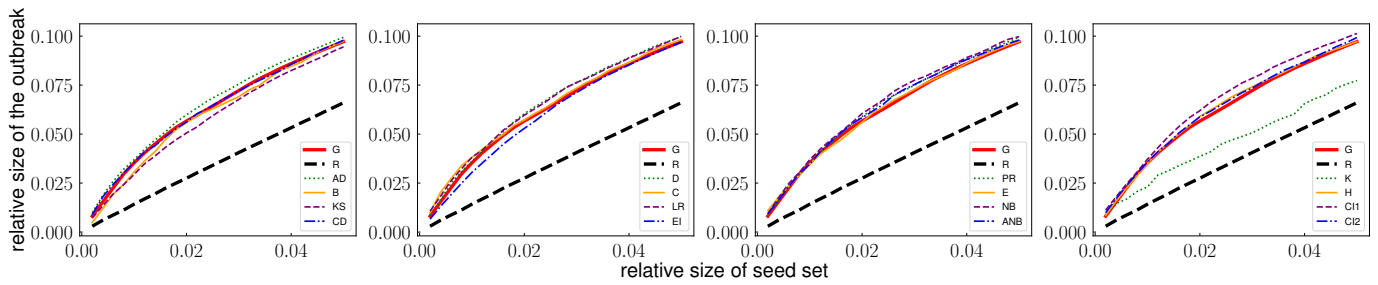 relative size of the outbreak
0.100
0.075
0.050
0.025
0.000
0.00
0.02
0.04
G
R
AD
B
KS
CD
0.100
0.075
0.050
0.025
0.000
0.00
0.02
0.04
G
R
D
C
LR
EI
0.100
0.075
0.050
0.025
0.000
0.00
0.02
0.04
G
R
PR
E
NB
ANB
0.100
0.075
0.050
0.025
0.000
0.00
0.02
0.04
G
R
K
H
CI1
CI2
relative size of seed set